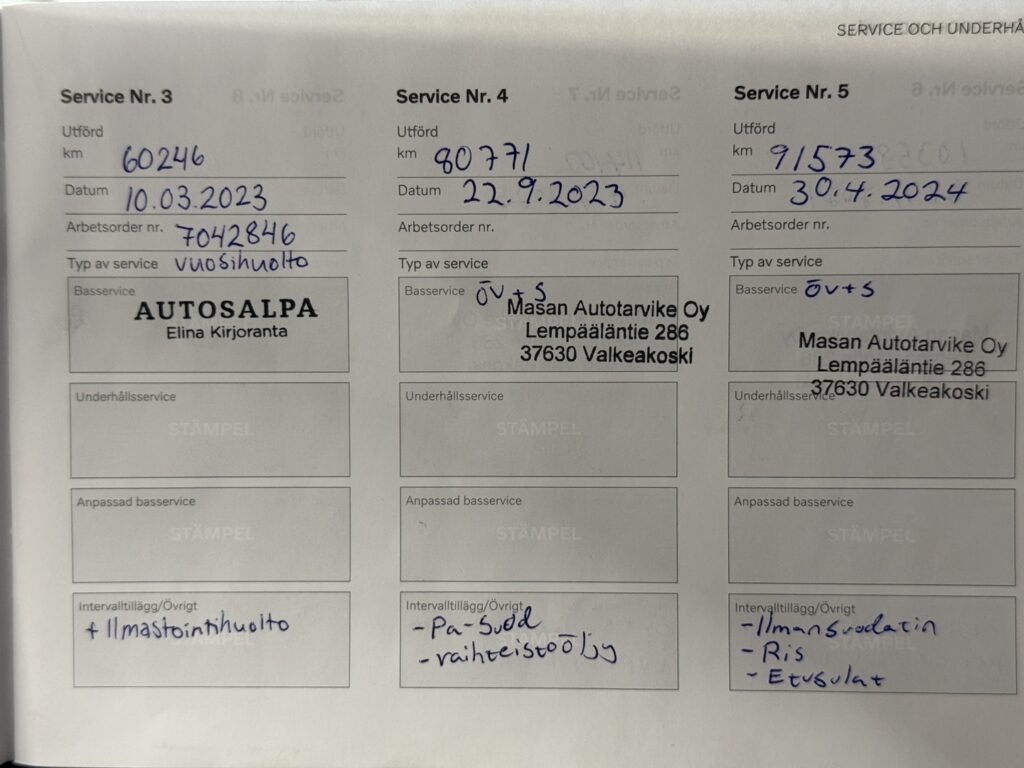 SERVICE OCH UNDERHÅ
Service Nr. 3
Utförd
km 60246
Datum 10.03.2023
Arbetsorder nr. 7042846
Typ av service vuosihuolto
Basservice
AUTOSALPA
Elina Kirjoranta
Underhållsservice
STÄMPEL
Anpassad basservice
STÄMPEL
Intervalltillägg/Övrigt
+ Ilmastointihuolto
Service Nr. 4
Utförd
km 80771
Datum 22.9.2023
Arbetsorder nr.
Typ av service
Basservice öv+s
Masan Autotarvike Oy
Lempääläntie 286
37630 Valkeakoski
Underhållsservice
STÄMPEL
Anpassad basservice
STÄMPEL
Intervalltillägg/Övrigt
- Pa-suod
- vaihteistoöljy
Service Nr. 5
Utförd
km 91573
Datum 30.4.2024
Arbetsorder nr.
Typ av service
Basservice öv+s
STÄMPEL
Masan Autotarvike Oy
Lempääläntie 286
37630 Valkeakoski
Underhållsservice
STÄMPEL
Anpassad basservice
STÄMPEL
Intervalltillägg/Övrigt
- Ilmansuodatin
- Ris
- Etusulat